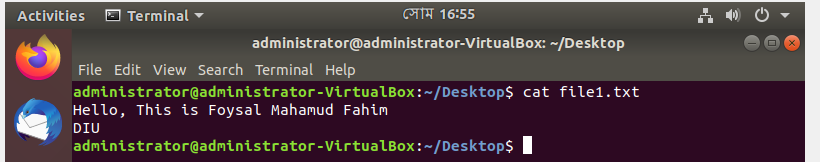 Activities Terminal সোম 16:55
administrator@administrator-VirtualBox: ~/Desktop
File Edit View Search Terminal Help
administrator@administrator-VirtualBox:~/Desktop$ cat file1.txt
Hello, This is Foysal Mahamud Fahim
DIU
administrator@administrator-VirtualBox:~/Desktop$